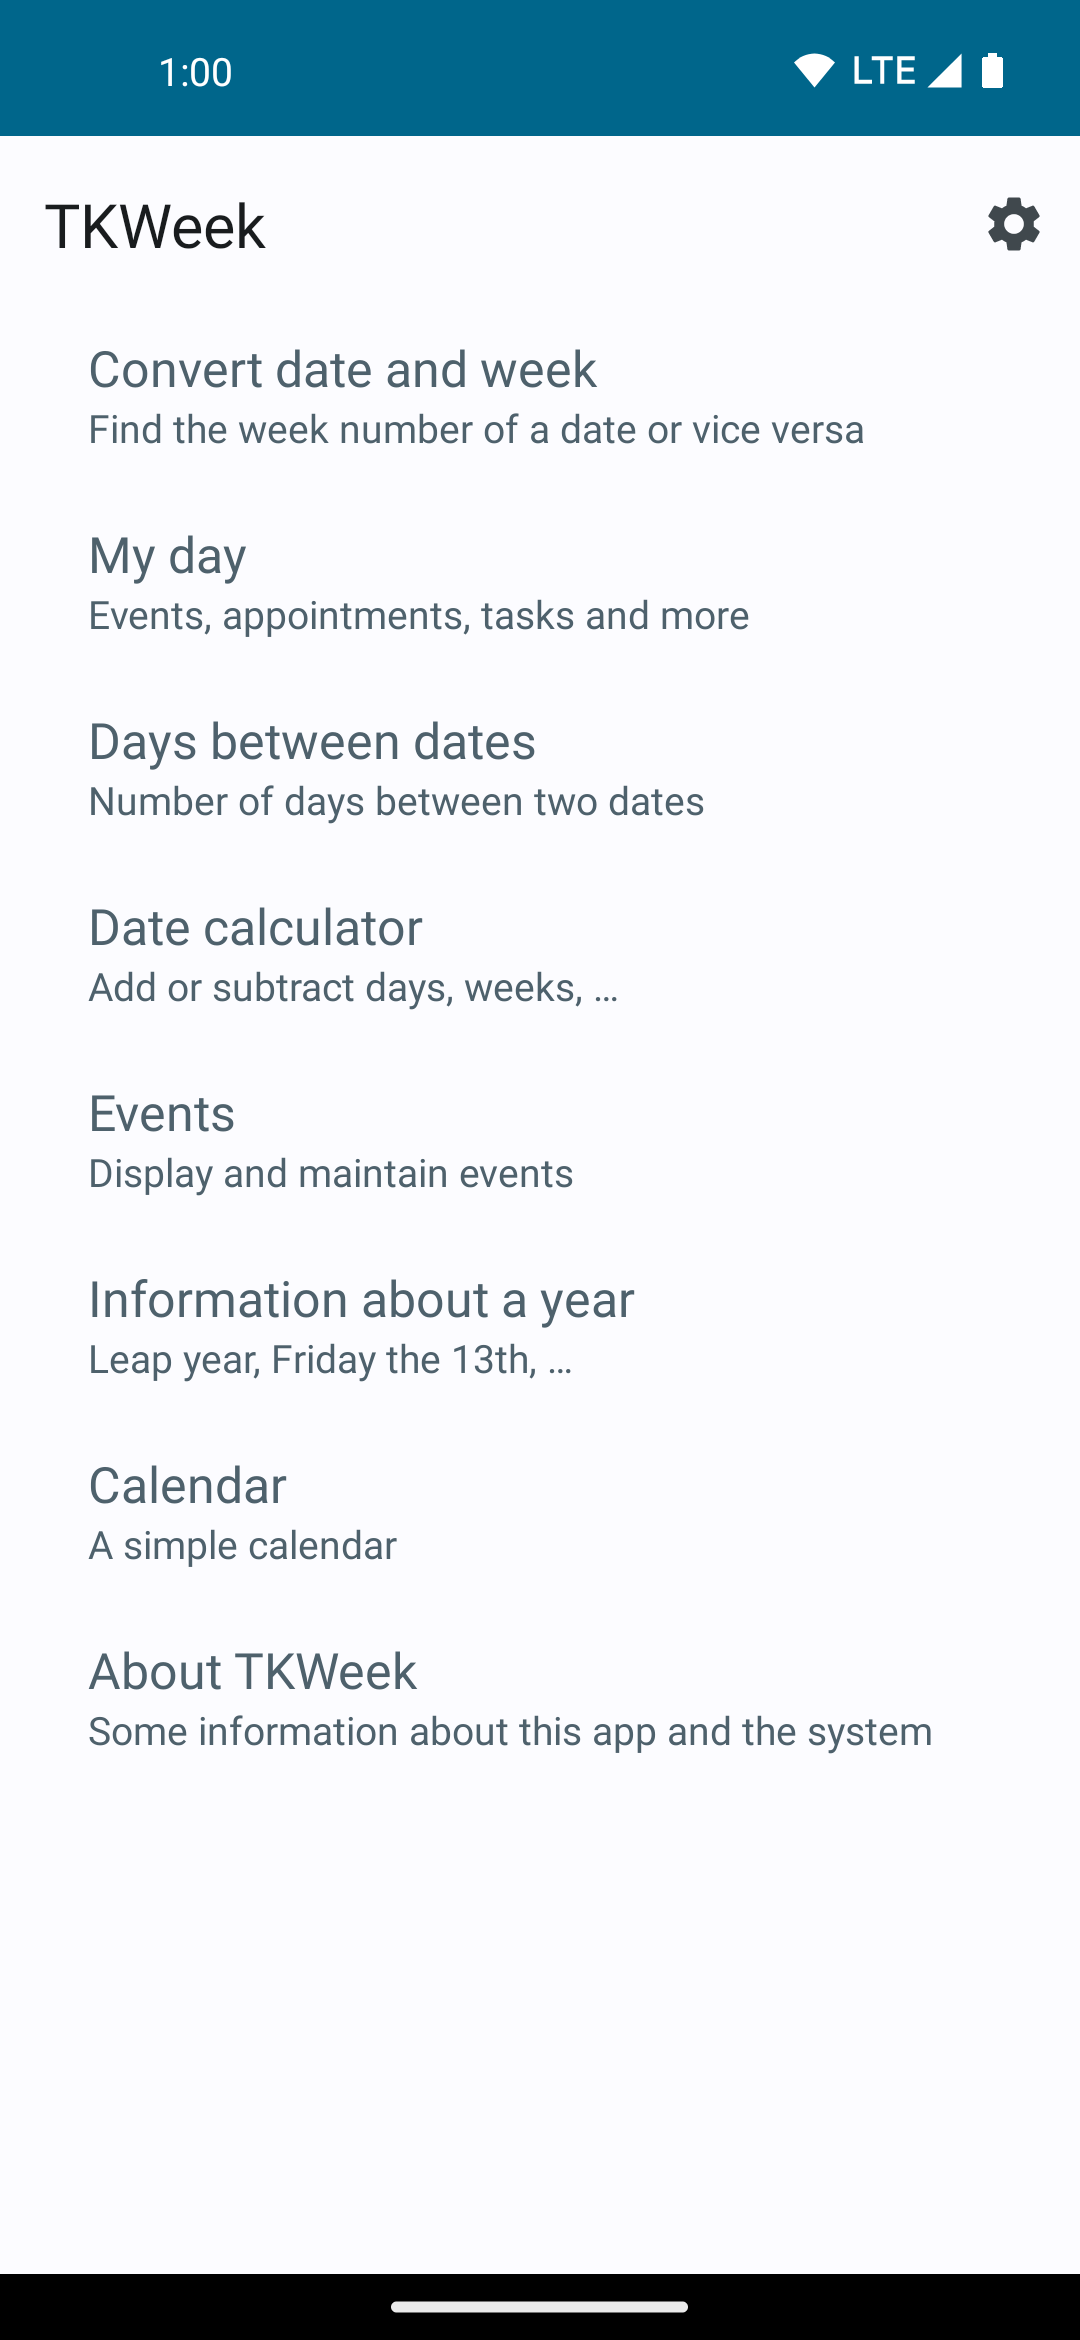 1:00 LTE
TKWeek
Convert date and week
Find the week number of a date or vice versa
My day
Events, appointments, tasks and more
Days between dates
Number of days between two dates
Date calculator
Add or subtract days, weeks, …
Events
Display and maintain events
Information about a year
Leap year, Friday the 13th, …
Calendar
A simple calendar
About TKWeek
Some information about this app and the system